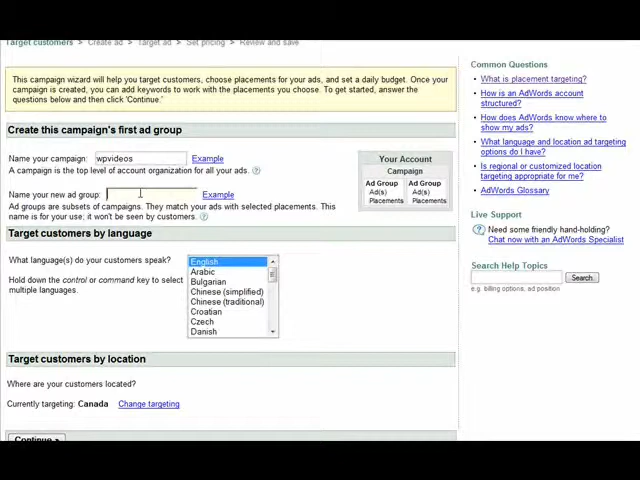 Target customers > Create ad > Target ad > Set pricing > Review and save
This campaign wizard will help you target customers, choose placements for your ads, and set a daily budget. Once your
campaign is created, you can add keywords to work with the placements you choose. To get started, answer the
questions below and then click 'Continue.'
Create this campaign's first ad group
Name your campaign: wpvideos Example
A campaign is the top level of account organization for all your ads. ?
Name your new ad group: Example
Ad groups are subsets of campaigns. They match your ads with selected placements. This
name is for your use; it won't be seen by customers. ?
Your Account
Campaign
Ad Group Ad Group
Ad(s) Ad(s)
Placements Placements
Target customers by language
What language(s) do your customers speak?
Hold down the control or command key to select
multiple languages.
English
Arabic
Bulgarian
Chinese (simplified)
Chinese (traditional)
Croatian
Czech
Danish
Target customers by location
Where are your customers located?
Currently targeting: Canada Change targeting
Continue »
Common Questions
What is placement targeting?
How is an AdWords account
structured?
How does AdWords know where to
show my ads?
What language and location ad targeting
options do I have?
Is regional or customized location
targeting appropriate for me?
AdWords Glossary
Live Support
Need some friendly hand-holding?
Chat now with an AdWords Specialist
Search Help Topics
Search
e.g. billing options, ad position